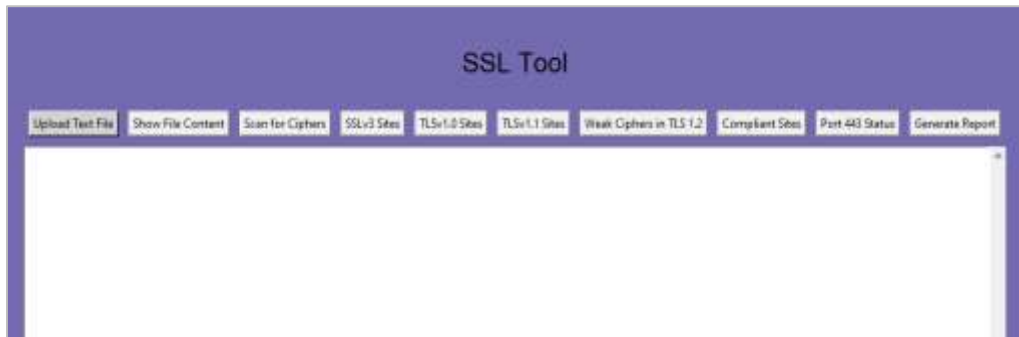 SSL Tool
Upload Text File Show File Content Scan for Ciphers SSLv3 Sites TLSv1.0 Sites TLSv1.1 Sites Weak Ciphers in TLS 1.2 Compliant Sites Port 443 Status Generate Report